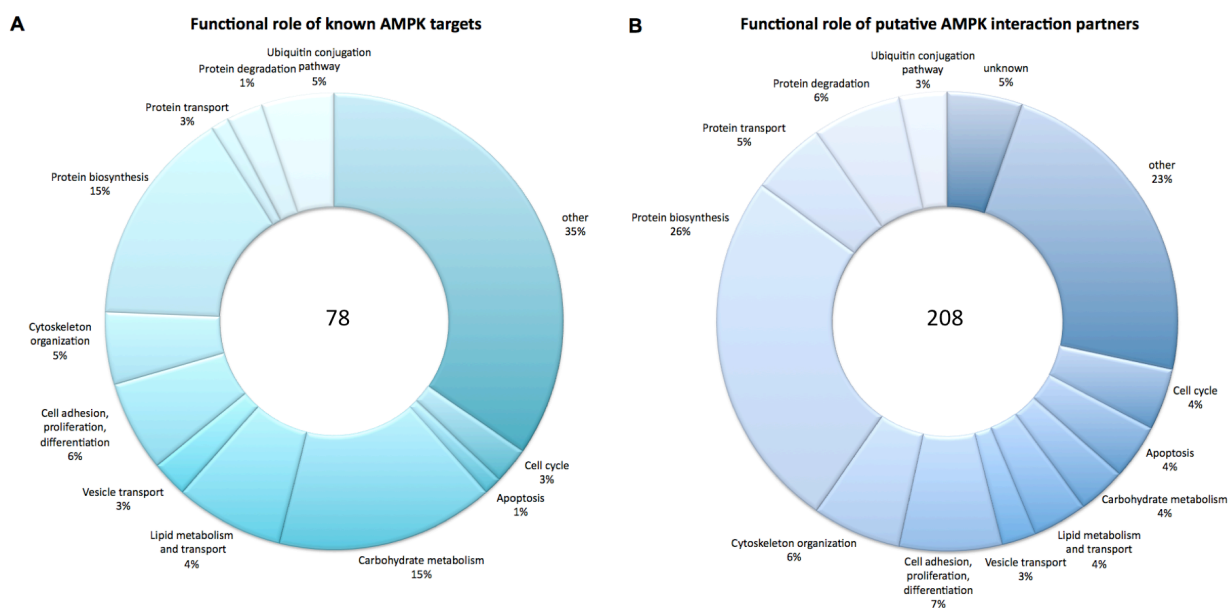 A
Functional role of known AMPK targets
Ubiquitin conjugation
pathway
5%
Protein degradation
1%
Protein transport
3%
Protein biosynthesis
15%
other
35%
78
Cytoskeleton
organization
5%
Cell adhesion,
proliferation,
differentiation
6%
Vesicle transport
3%
Lipid metabolism
and transport
4%
Carbohydrate metabolism
15%
Apoptosis
1%
Cell cycle
3%
B
Functional role of putative AMPK interaction partners
Ubiquitin conjugation
pathway
3%
unknown
5%
Protein degradation
6%
Protein transport
5%
other
23%
Protein biosynthesis
26%
208
Cell cycle
4%
Apoptosis
4%
Carbohydrate metabolism
4%
Lipid metabolism
and transport
4%
Vesicle transport
3%
Cell adhesion,
proliferation,
differentiation
7%
Cytoskeleton organization
6%